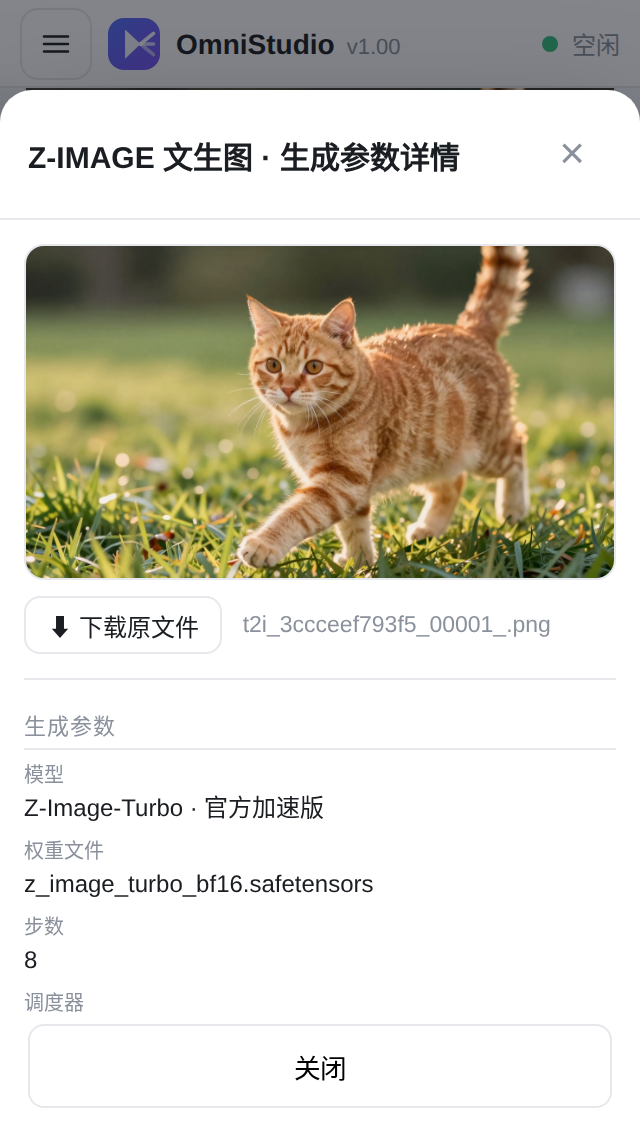 OmniStudio v1.00
空闲
Z-IMAGE 文生图 · 生成参数详情
下载原文件
t2i_3ccceef793f5_00001_.png
生成参数
模型
Z-Image-Turbo · 官方加速版
权重文件
z_image_turbo_bf16.safetensors
步数
8
调度器
关闭